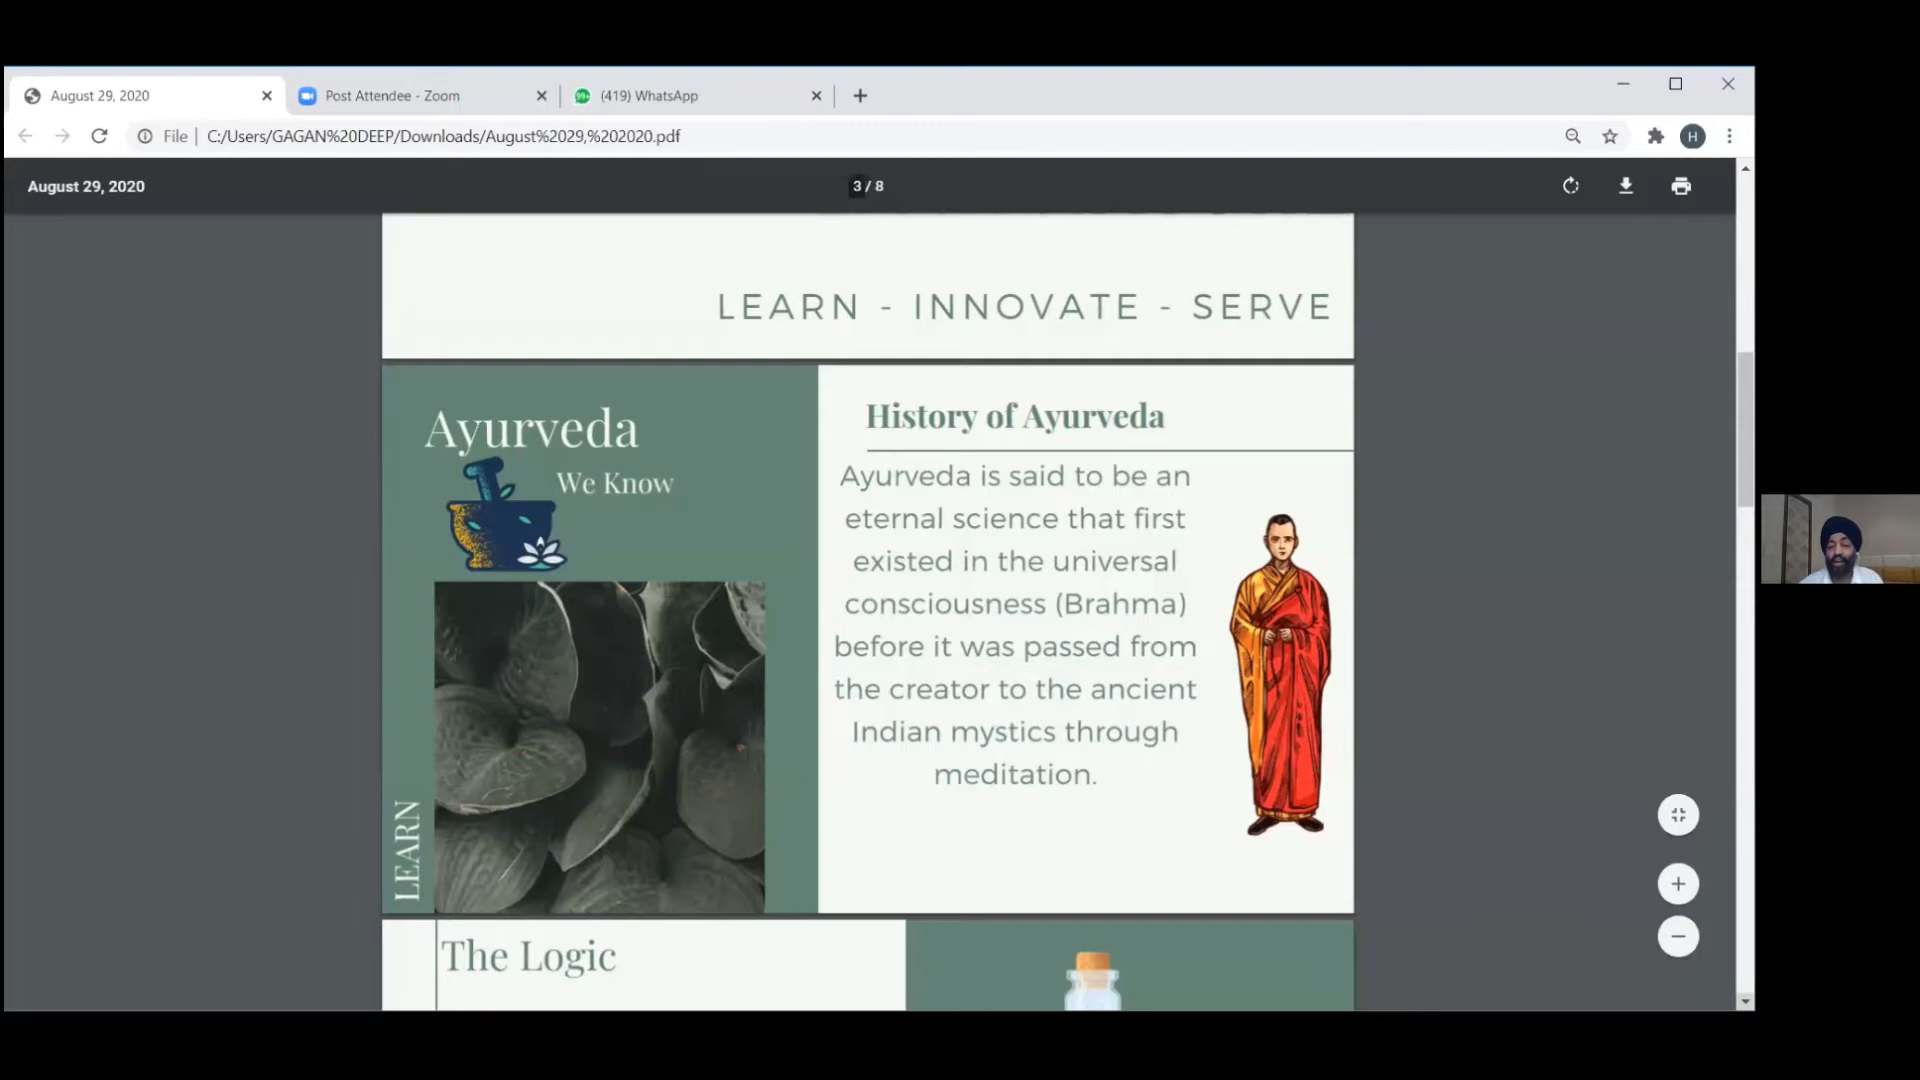 August 29, 2020
Post Attendee - Zoom
99+
(419) WhatsApp
File
C:/Users/GAGAN%20DEEP/Downloads/August%2029,%202020.pdf
H
August 29, 2020
3 / 8
LEARN - INNOVATE - SERVE
Ayurveda
We Know
LEARN
History of Ayurveda
Ayurveda is said to be an
eternal science that first
existed in the universal
consciousness (Brahma)
before it was passed from
the creator to the ancient
Indian mystics through
meditation.
The Logic